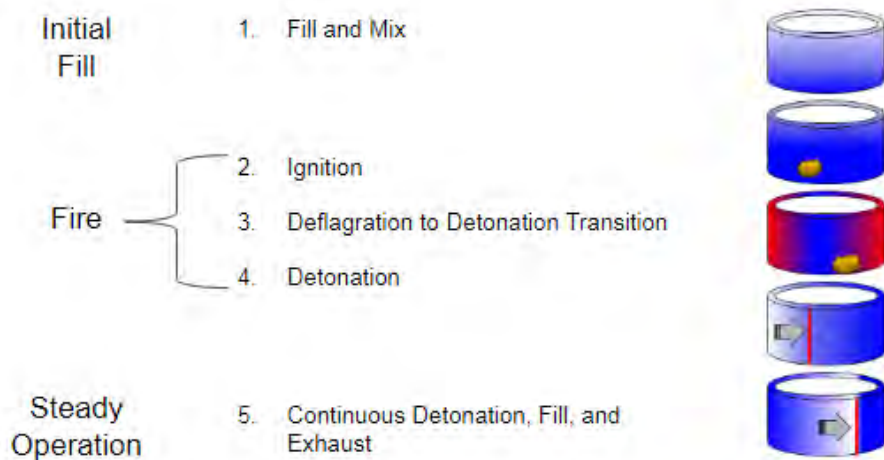 Initial
Fill
1. Fill and Mix
Fire
2. Ignition
3. Deflagration to Detonation Transition
4. Detonation
Steady
Operation
5. Continuous Detonation, Fill, and
Exhaust